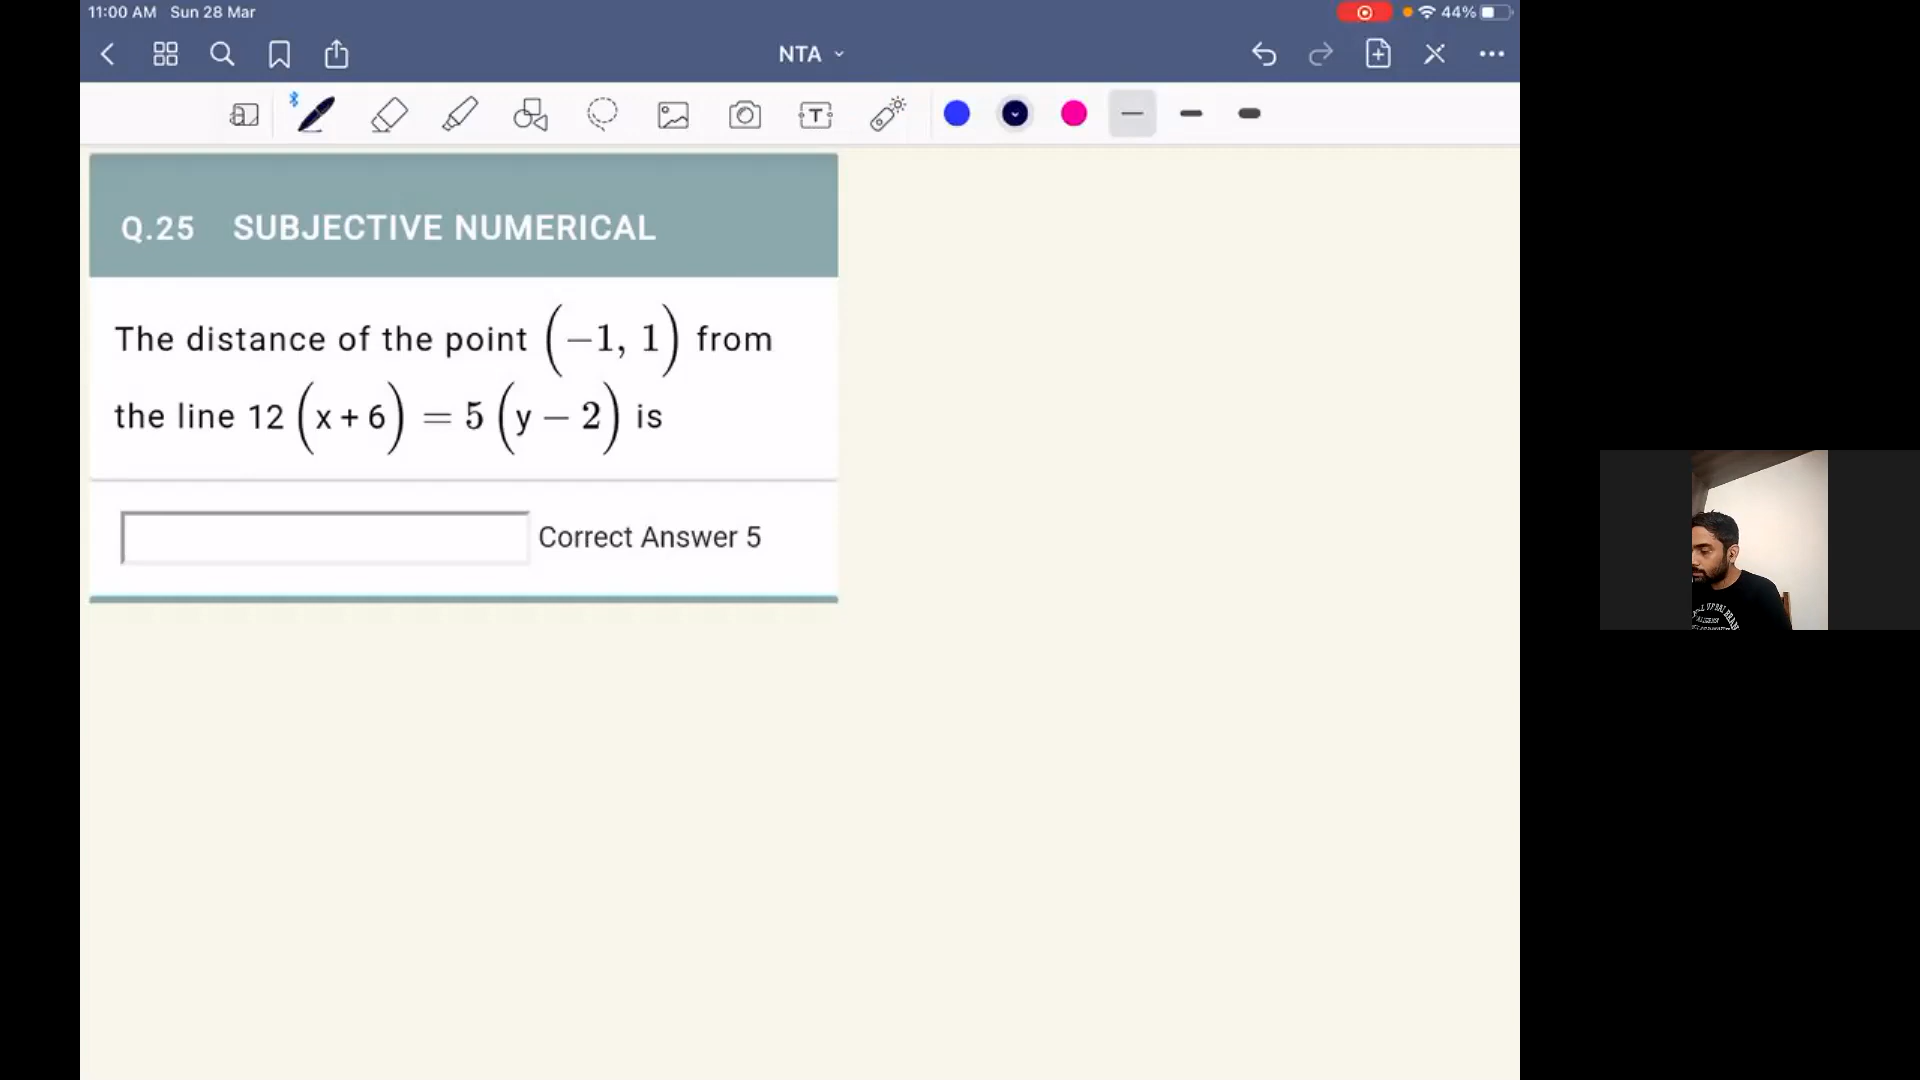 11:00 AM Sun 28 Mar
44%
NTA
Q.25 SUBJECTIVE NUMERICAL
The distance of the point (−1, 1) from
the line 12 (x + 6) = 5 (y − 2) is
Correct Answer 5